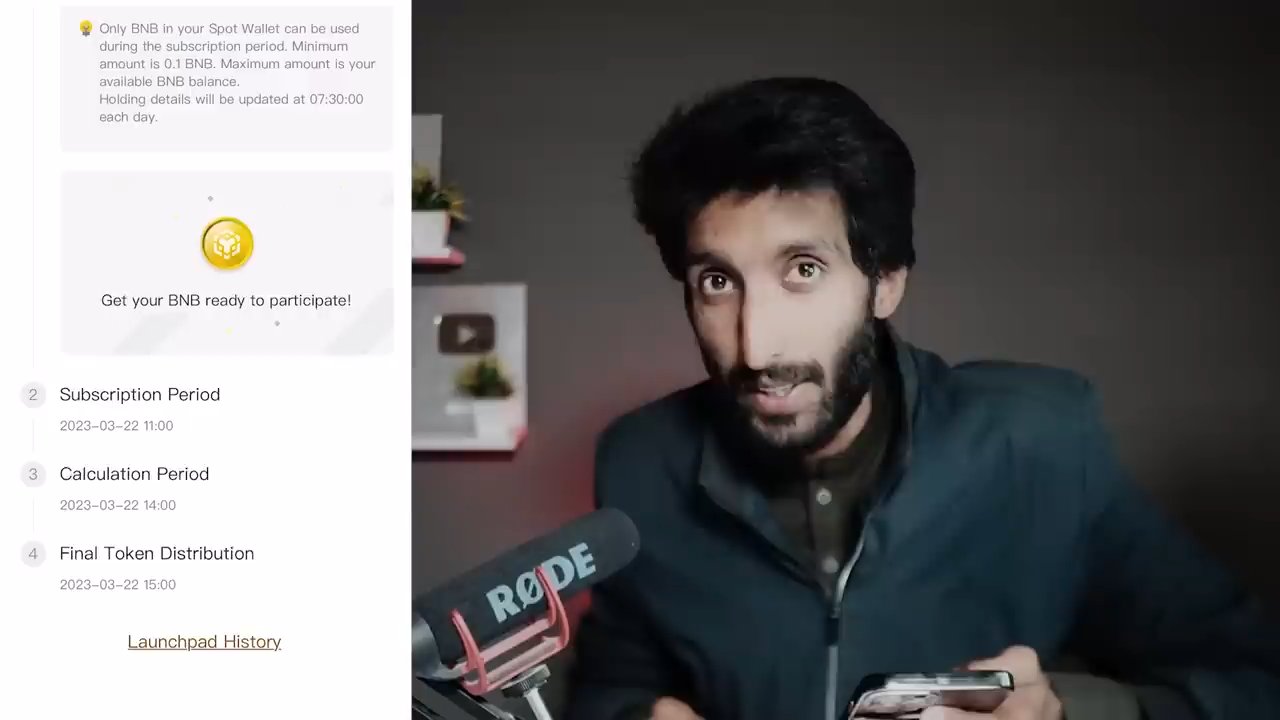 Only BNB in your Spot Wallet can be used
during the subscription period. Minimum
amount is 0.1 BNB. Maximum amount is your
available BNB balance.
Holding details will be updated at 07:30:00
each day.
Get your BNB ready to participate!
2 Subscription Period
2023-03-22 11:00
3 Calculation Period
2023-03-22 14:00
4 Final Token Distribution
2023-03-22 15:00
Launchpad History
RØDE